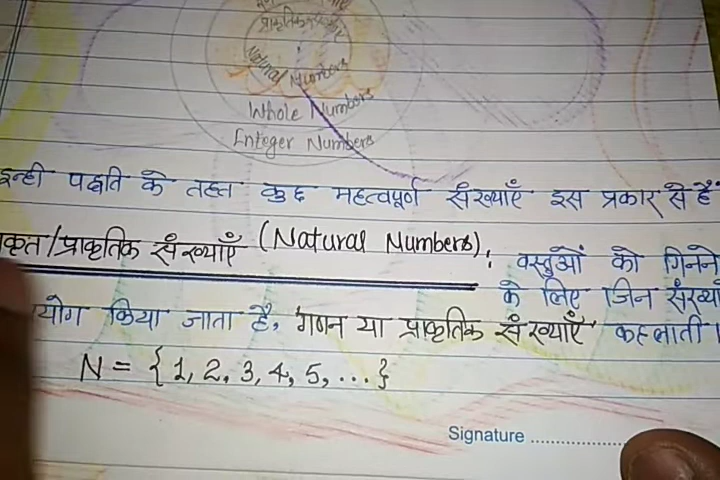 प्राकृतिक
Natural Numbers
Whole Numbers
Integer Numbers
इन्ही पद्धति के तहत कुछ महत्वपूर्ण संख्याएँ इस प्रकार से हैं
कृत/प्राकृतिक संख्याएँ (Natural Numbers); वस्तुओं को गिनने
के लिए जिन संख्या
योग किया जाता है, गणन या प्राकृतिक संख्याएँ कहलाती
N = {1, 2, 3, 4, 5, ...}
Signature ....................